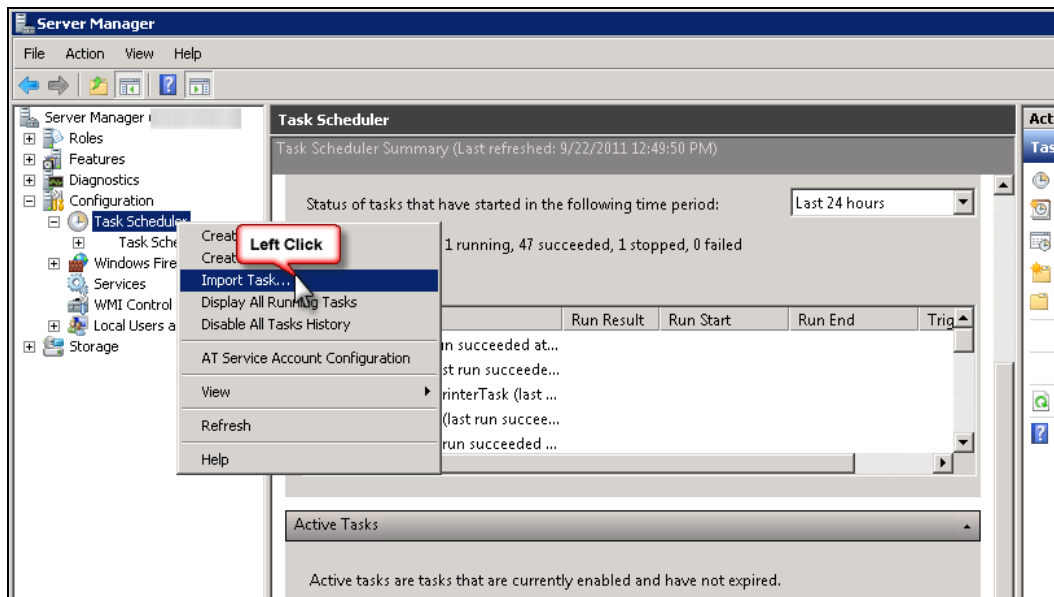 Server Manager
File Action View Help
Server Manager
Roles
Features
Diagnostics
Configuration
Task Scheduler
Task Sche
Windows Fire
Services
WMI Control
Local Users a
Storage
Creat
Creat
Left Click
Import Task...
Display All Running Tasks
Disable All Tasks History
AT Service Account Configuration
View
Refresh
Help
Task Scheduler
Task Scheduler Summary (Last refreshed: 9/22/2011 12:49:50 PM)
Status of tasks that have started in the following time period:
Last 24 hours
1 running, 47 succeeded, 1 stopped, 0 failed
Run Result Run Start Run End Trig
in succeeded at...
st run succeede...
rinterTask (last ...
(last run succee...
run succeeded ...
Active Tasks
Active tasks are tasks that are currently enabled and have not expired.
Act
Tas